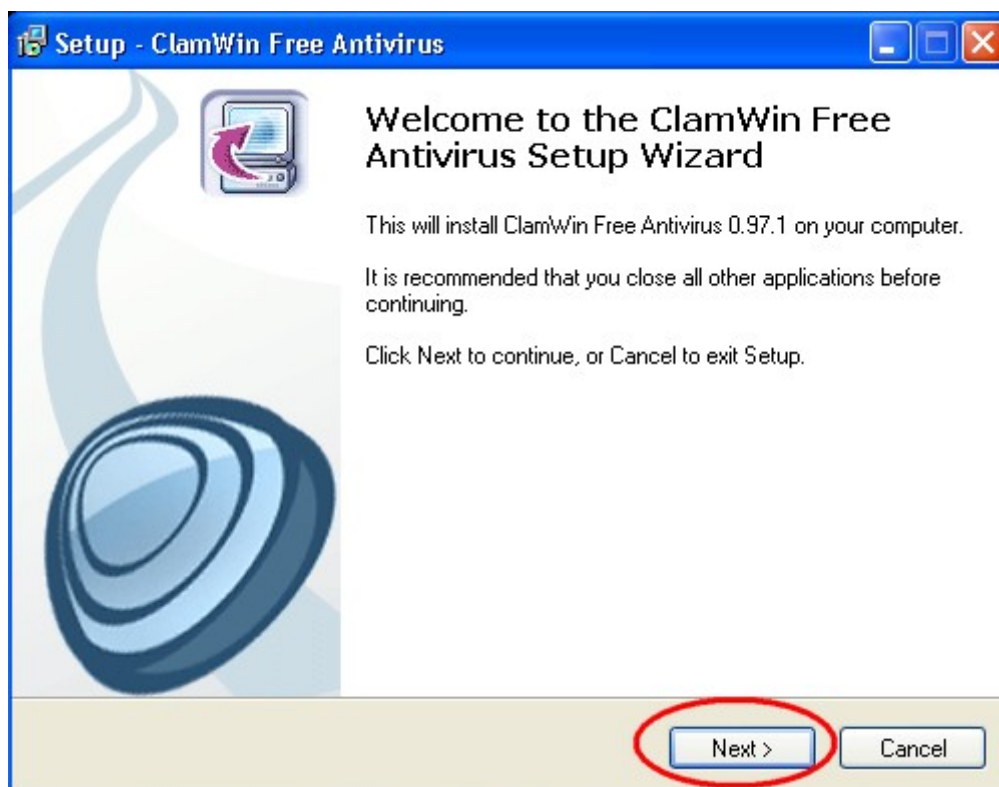 Setup - ClamWin Free Antivirus
Welcome to the ClamWin Free
Antivirus Setup Wizard
This will install ClamWin Free Antivirus 0.97.1 on your computer.
It is recommended that you close all other applications before
continuing.
Click Next to continue, or Cancel to exit Setup.
Next >
Cancel